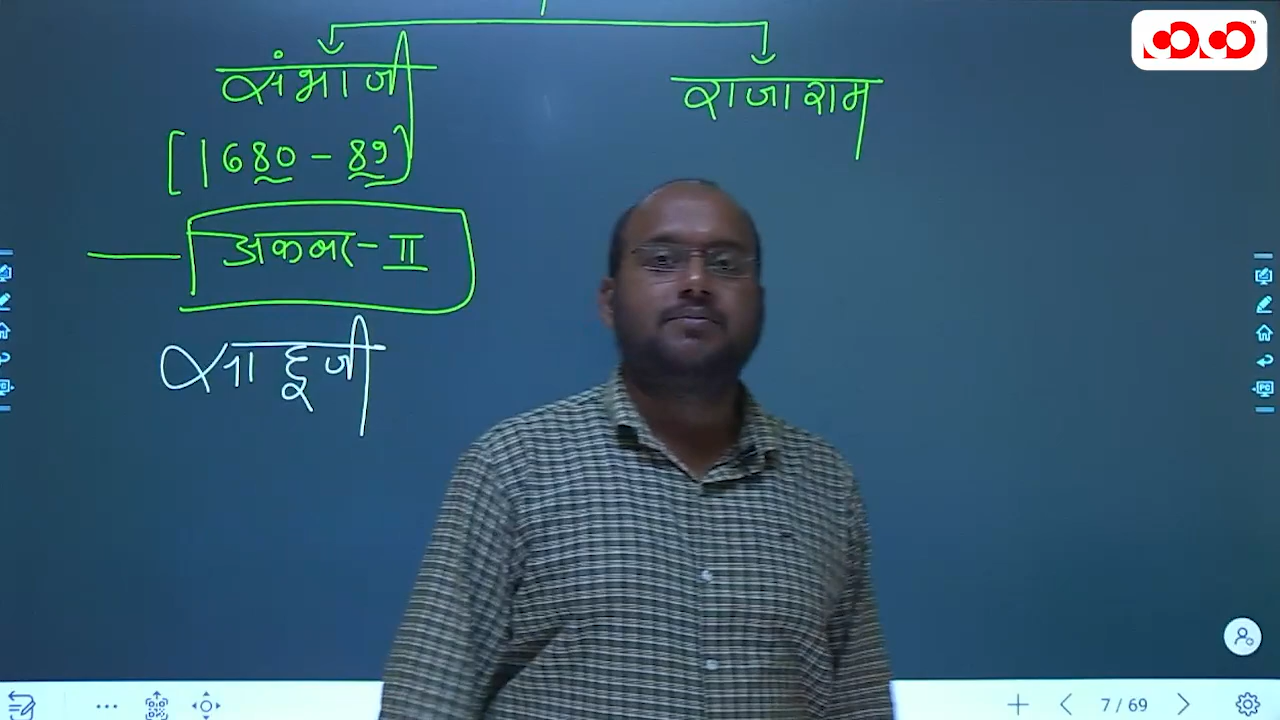 संभाजी
राजाराम
[1680 - 89]
अकबर - II
साहूजी
7 / 69